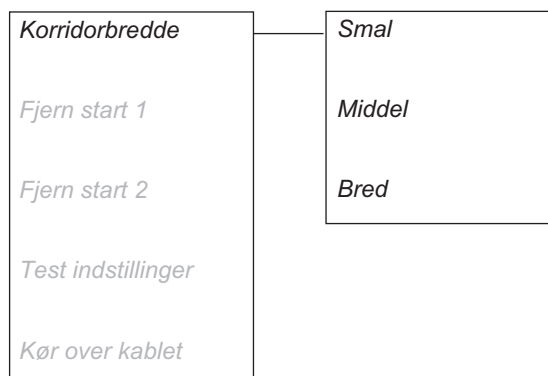 Korridorbredde
Fjern start 1
Fjern start 2
Test indstillinger
Kør over kablet
Smal
Middel
Bred